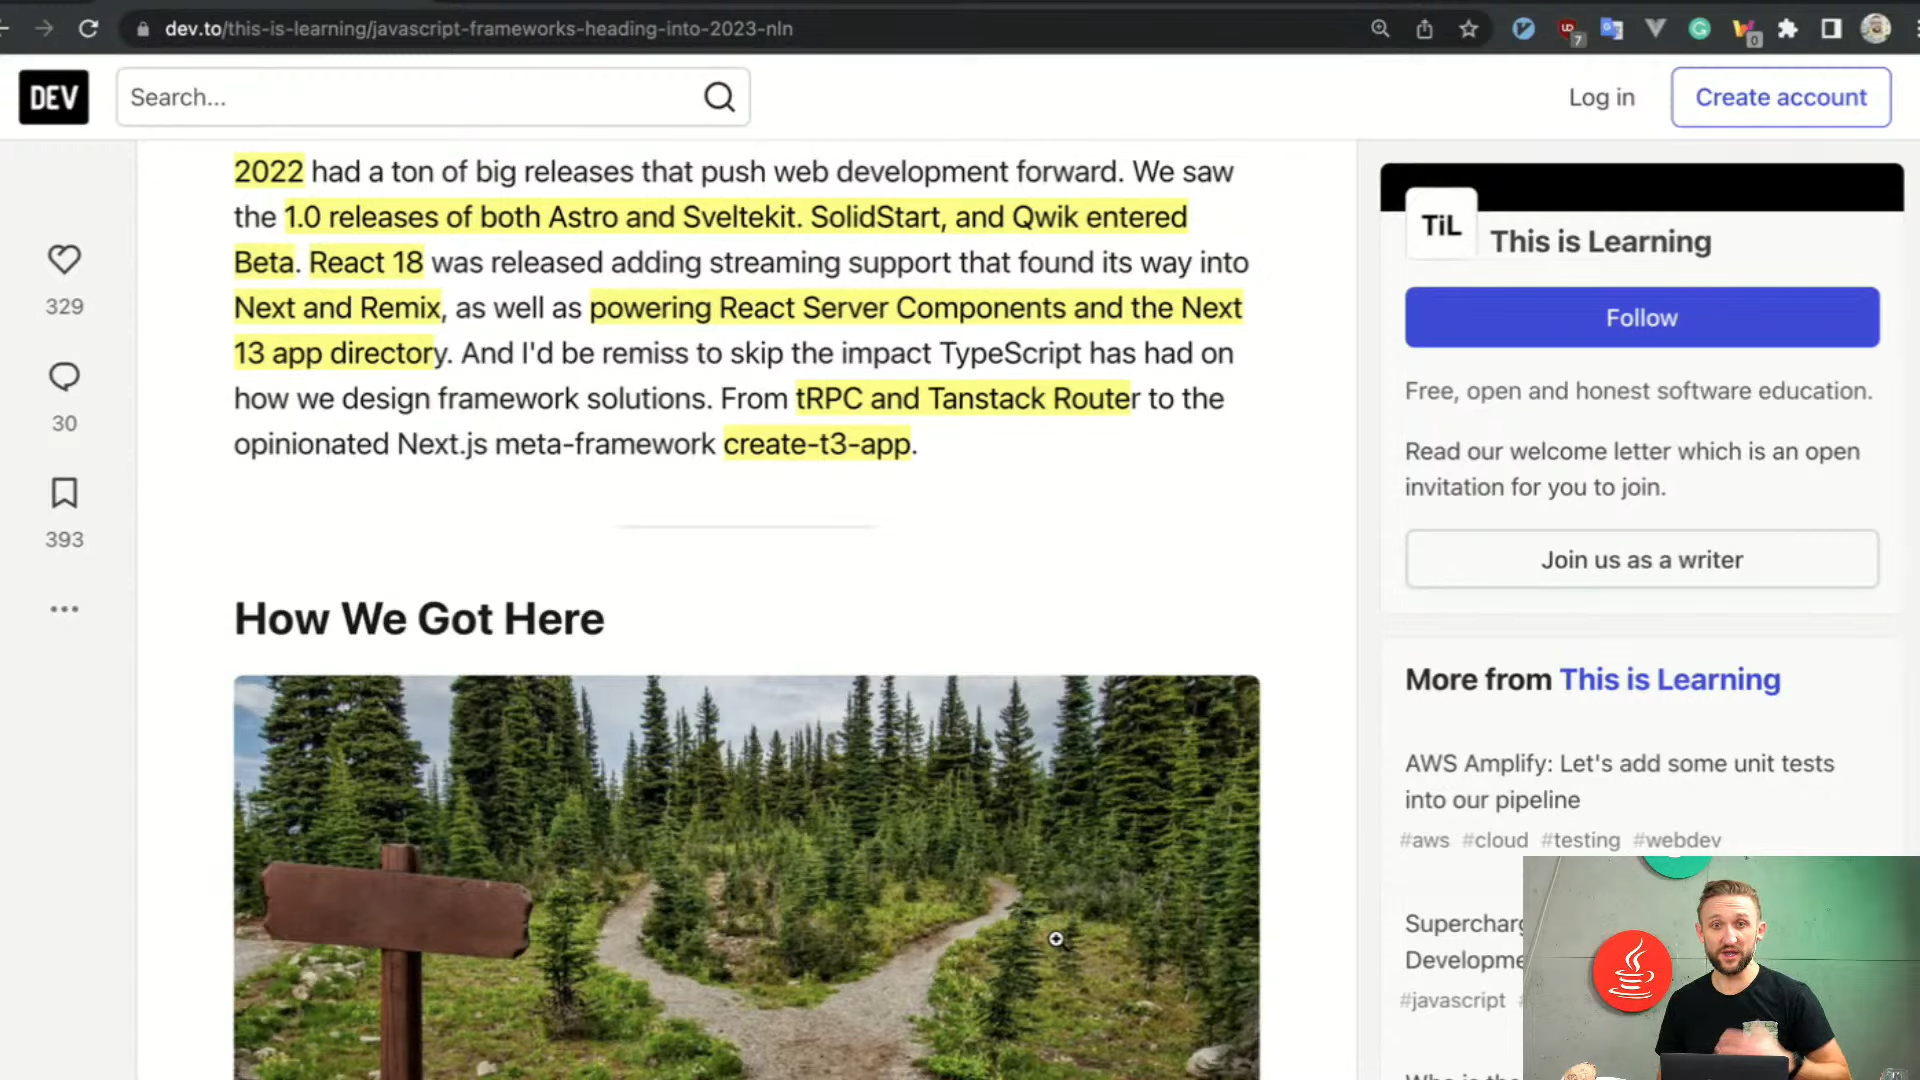 dev.to/this-is-learning/javascript-frameworks-heading-into-2023-nln
7
0
DEV
Search...
Log in
Create account
2022 had a ton of big releases that push web development forward. We saw
the 1.0 releases of both Astro and Sveltekit. SolidStart, and Qwik entered
Beta. React 18 was released adding streaming support that found its way into
Next and Remix, as well as powering React Server Components and the Next
13 app directory. And I'd be remiss to skip the impact TypeScript has had on
how we design framework solutions. From tRPC and Tanstack Router to the
opinionated Next.js meta-framework create-t3-app.
329
30
393
How We Got Here
TiL
This is Learning
Follow
Free, open and honest software education.
Read our welcome letter which is an open
invitation for you to join.
Join us as a writer
More from This is Learning
AWS Amplify: Let's add some unit tests
into our pipeline
#aws #cloud #testing #webdev
#javascript